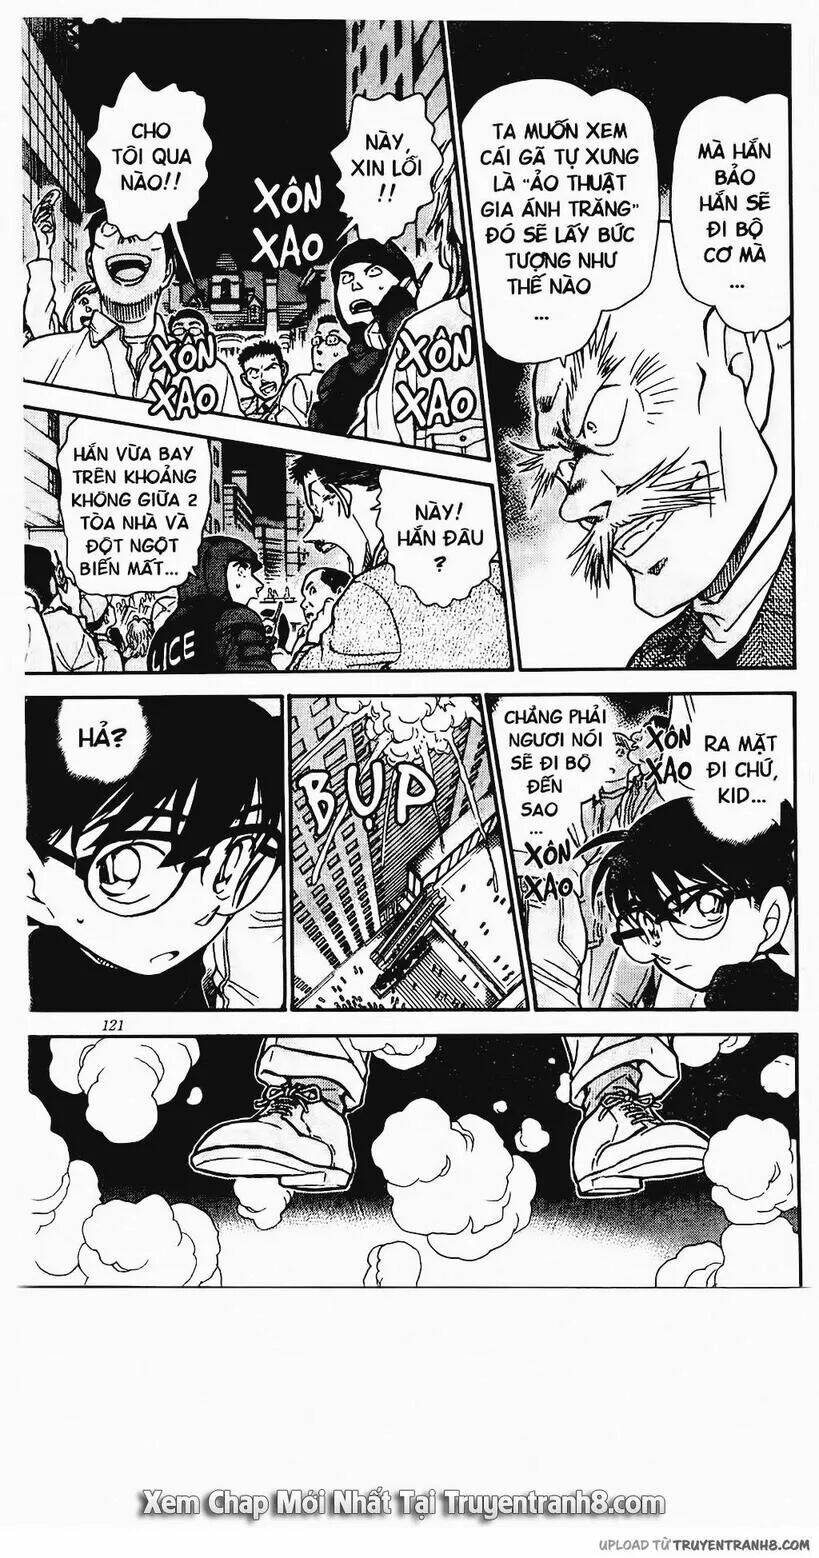 MÀ HẮN
BẢO
HẮN SẼ
ĐI BỘ
CƠ MÀ
...
TA MUỐN XEM
CÁI GÃ TỰ XƯNG
LÀ "ẢO THUẬT
GIA ÁNH TRĂNG"
ĐÓ SẼ LẤY BỨC
TƯỢNG NHƯ
THẾ NÀO
...
NÀY,
XIN LỖI
!!
CHO
TÔI QUA
NÀO!!
XÔN
XAO
XÔN
XAO
XÔN
XAO
NÀY!
HẮN ĐÂU
?
HẮN VỪA BAY
TRÊN KHOẢNG
KHÔNG GIỮA 2
TÒA NHÀ VÀ
ĐỘT NGỘT
BIẾN MẤT...
LICE
RA MẶT
ĐI CHỨ,
KID...
XÔN
XAO
CHẲNG PHẢI
NGƯƠI NÓI
SẼ ĐI BỘ
ĐẾN
SAO
...
XÔN
XAO
BỤP
HẢ?
121
Xem Chap Mới Nhất Tại Truyentranh8.com
UPLOAD TỪ TRUYENTRANH8.COM